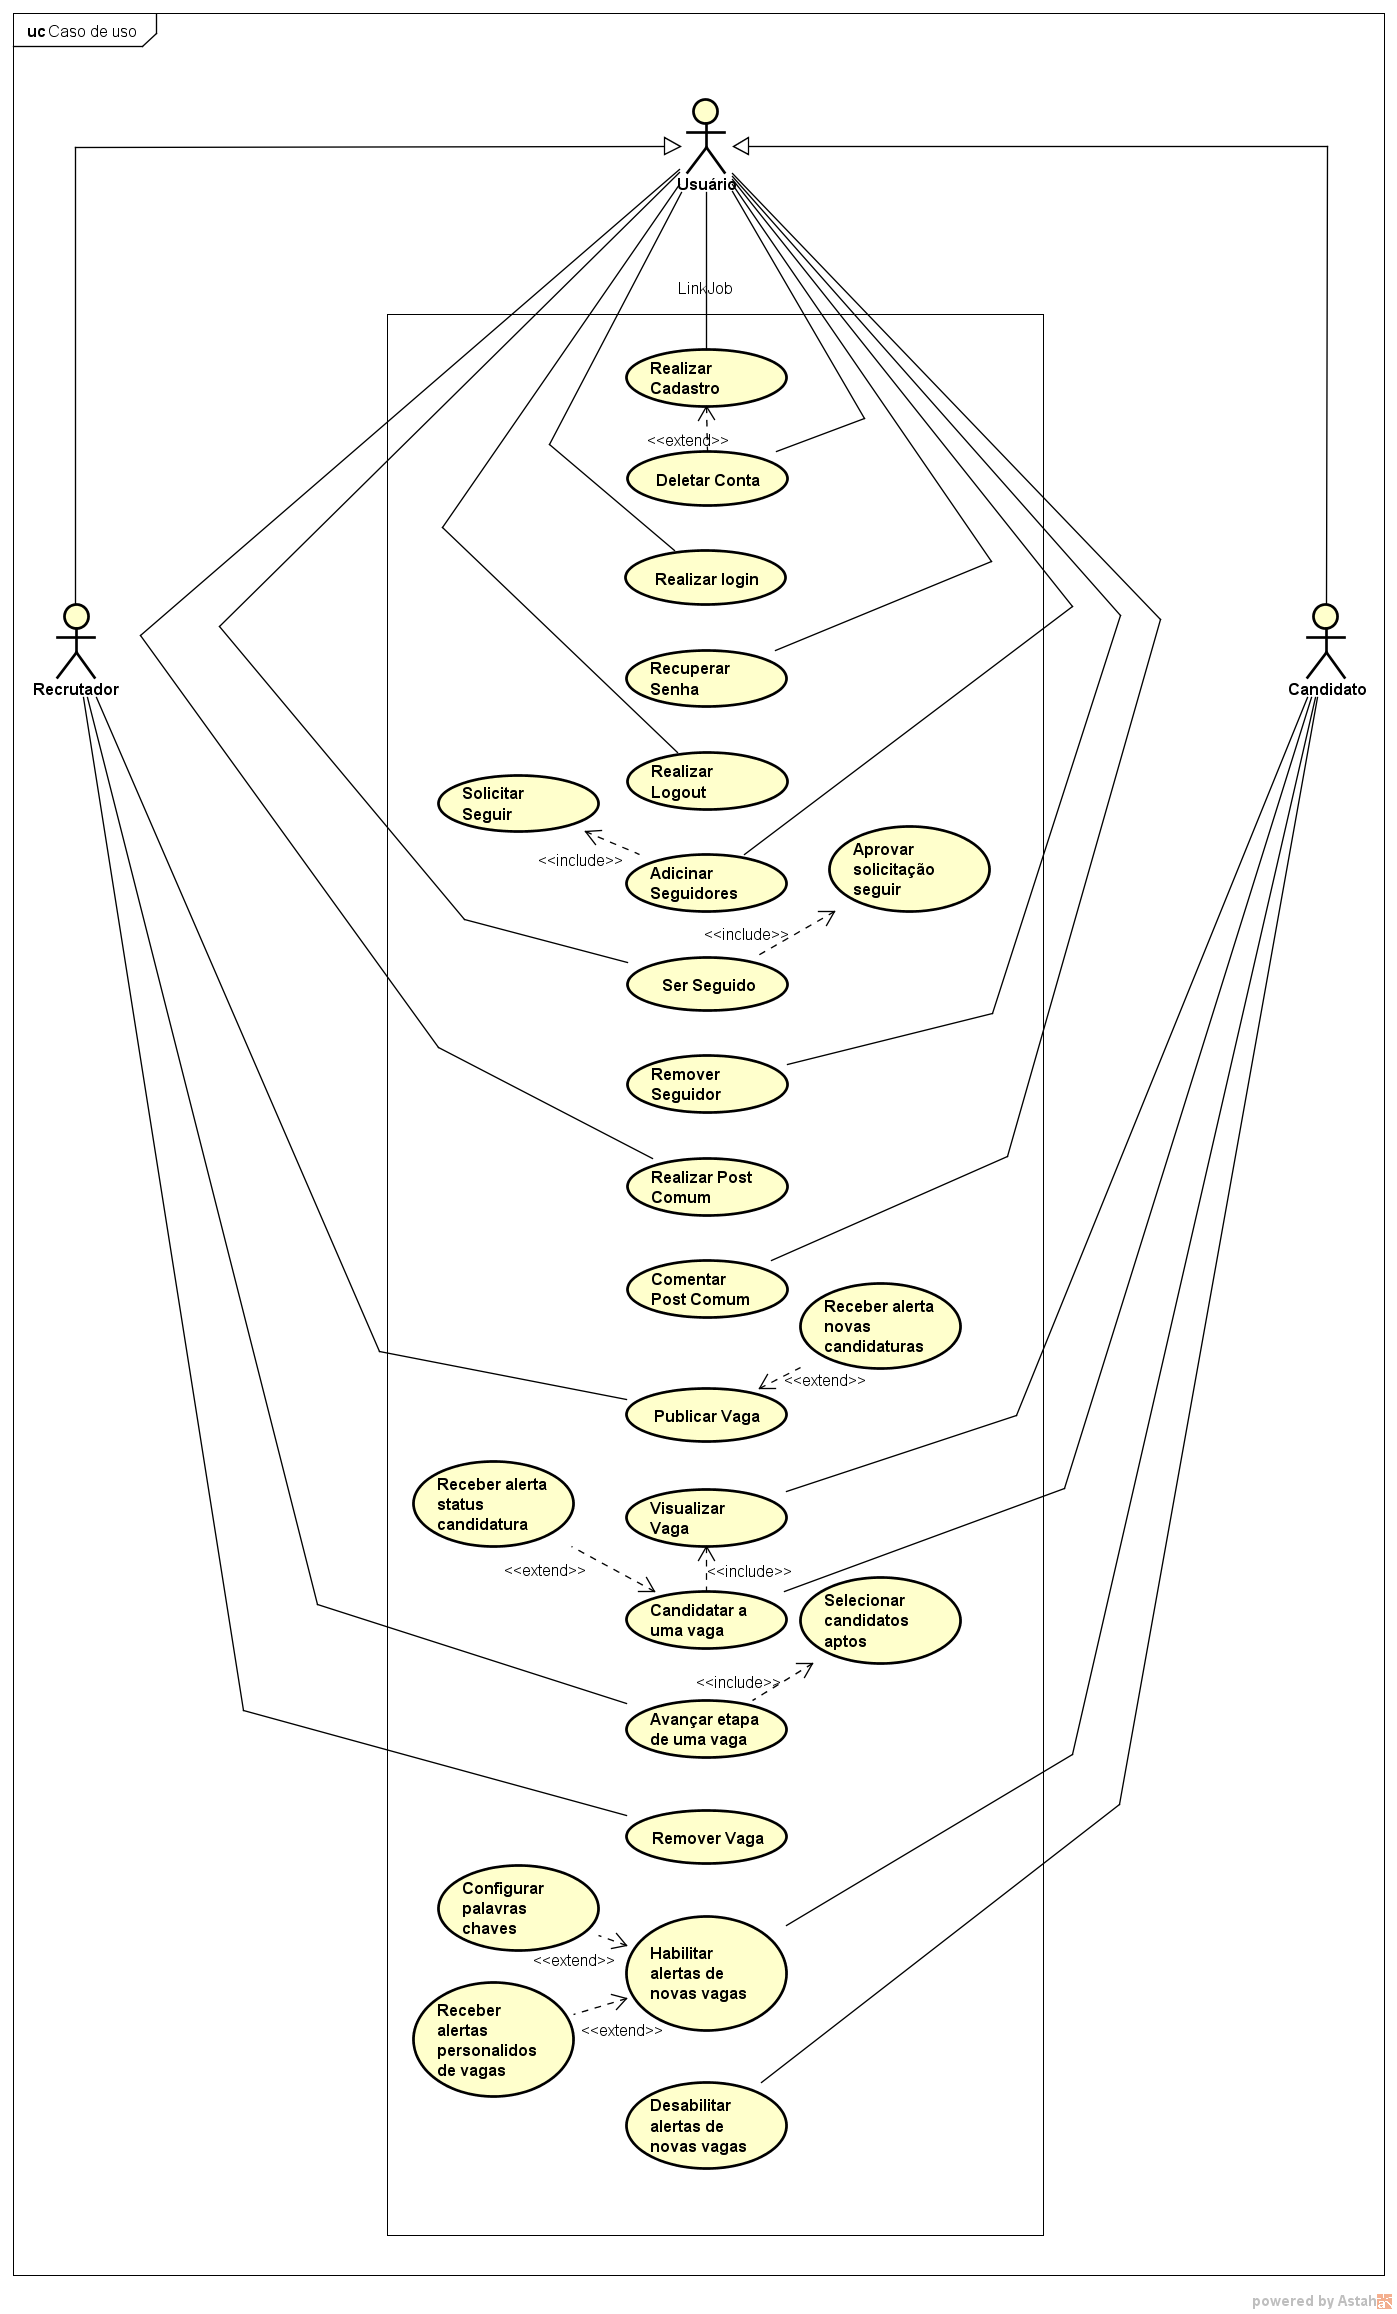 uc Caso de uso
Usuário
LinkJob
Realizar
Cadastro
<<extend>>
Deletar Conta
Realizar login
Recrutador
Candidato
Recuperar
Senha
Realizar
Logout
Solicitar
Seguir
<<include>>
Adicinar
Seguidores
Aprovar
solicitação
seguir
<<include>>
Ser Seguido
Remover
Seguidor
Realizar Post
Comum
Comentar
Post Comum
Receber alerta
novas
candidaturas
<<extend>>
Publicar Vaga
Receber alerta
status
candidatura
<<extend>>
Visualizar
Vaga
<<include>>
Candidatar a
uma vaga
Selecionar
candidatos
aptos
<<include>>
Avançar etapa
de uma vaga
Remover Vaga
Configurar
palavras
chaves
<<extend>>
Habilitar
alertas de
novas vagas
Receber
alertas
personalidos
de vagas
<<extend>>
Desabilitar
alertas de
novas vagas
powered by Astah